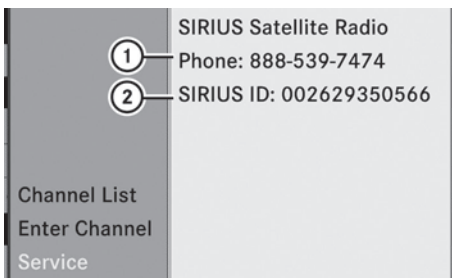 SIRIUS Satellite Radio
1 Phone: 888-539-7474
2 SIRIUS ID: 002629350566
Channel List
Enter Channel
Service